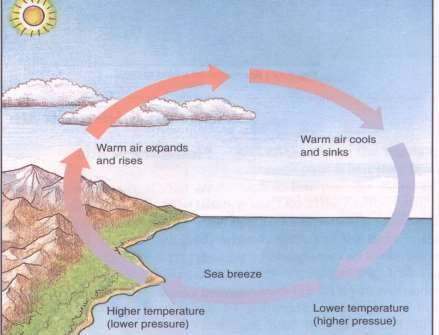 Warm air expands
and rises
Warm air cools
and sinks
Sea breeze
Higher temperature
(lower pressure)
Lower temperature
(higher pressue)